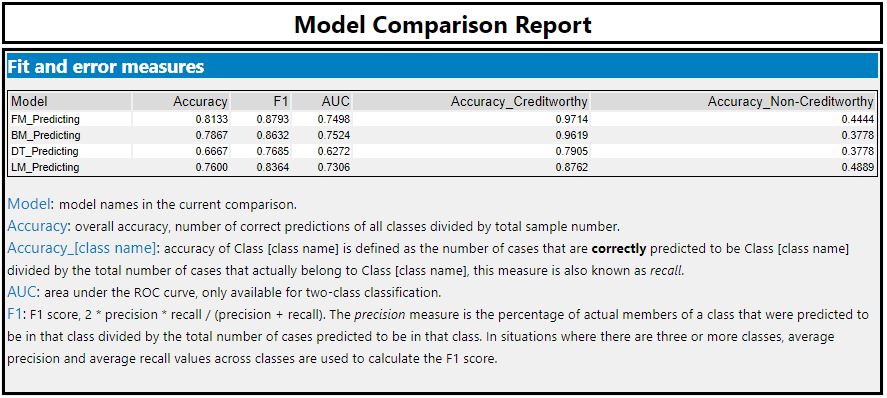 Model Comparison Report
Fit and error measures
Model Accuracy F1 AUC Accuracy_Creditworthy Accuracy_Non-Creditworthy
FM_Predicting 0.8133 0.8793 0.7498 0.9714 0.4444
BM_Predicting 0.7867 0.8632 0.7524 0.9619 0.3778
DT_Predicting 0.6667 0.7685 0.6272 0.7905 0.3778
LM_Predicting 0.7600 0.8364 0.7306 0.8762 0.4889
Model: model names in the current comparison.
Accuracy: overall accuracy, number of correct predictions of all classes divided by total sample number.
Accuracy_[class name]: accuracy of Class [class name] is defined as the number of cases that are correctly predicted to be Class [class name]
divided by the total number of cases that actually belong to Class [class name], this measure is also known as recall.
AUC: area under the ROC curve, only available for two-class classification.
F1: F1 score, 2 * precision * recall / (precision + recall). The precision measure is the percentage of actual members of a class that were predicted to
be in that class divided by the total number of cases predicted to be in that class. In situations where there are three or more classes, average
precision and average recall values across classes are used to calculate the F1 score.